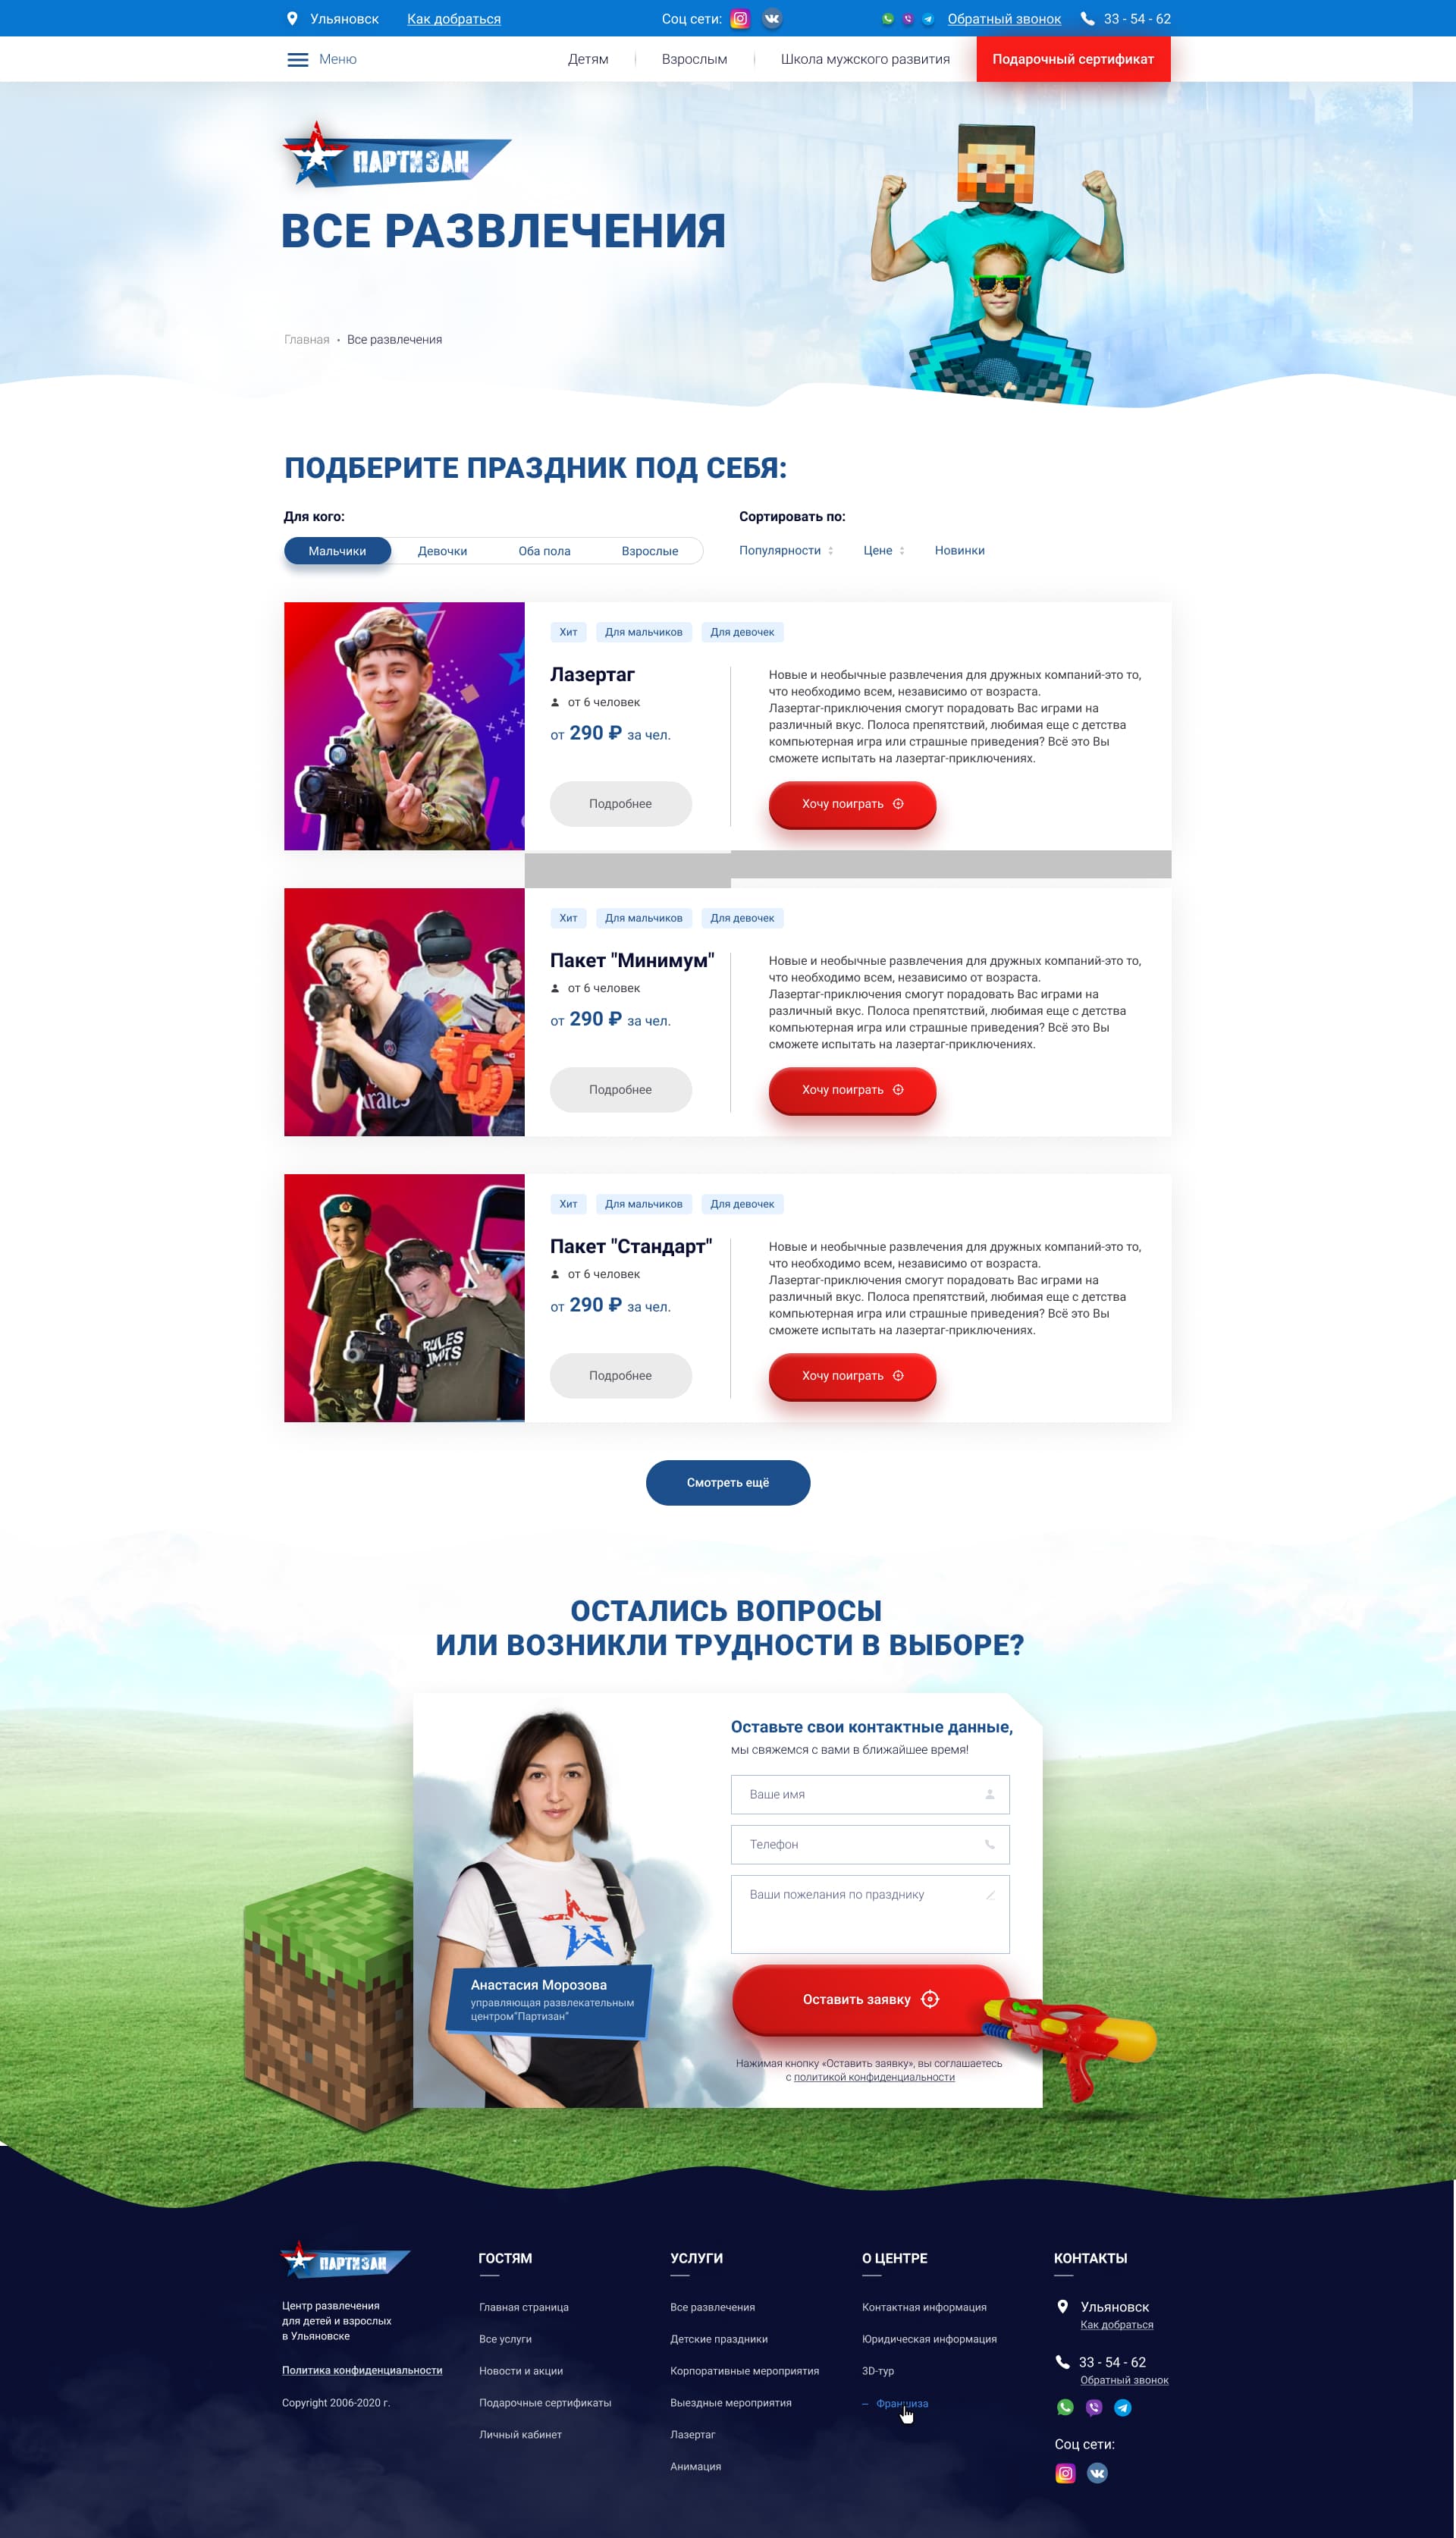 Ульяновск
Как добраться
Соц сети:
Обратный звонок
33 - 54 - 62
Меню
Детям
Взрослым
Школа мужского развития
Подарочный сертификат
ПАРТИЗАН
ВСЕ РАЗВЛЕЧЕНИЯ
Главная • Все развлечения
ПОДБЕРИТЕ ПРАЗДНИК ПОД СЕБЯ:
Для кого:
Мальчики
Девочки
Оба пола
Взрослые
Сортировать по:
Популярности
Цене
Новинки
Хит
Для мальчиков
Для девочек
Лазертаг
от 6 человек
от 290 ₽ за чел.
Подробнее
Новые и необычные развлечения для дружных компаний-это то,
что необходимо всем, независимо от возраста.
Лазертаг-приключения смогут порадовать Вас играми на
различный вкус. Полоса препятствий, любимая еще с детства
компьютерная игра или страшные приведения? Всё это Вы
сможете испытать на лазертаг-приключениях.
Хочу поиграть
Хит
Для мальчиков
Для девочек
Пакет "Минимум"
от 6 человек
от 290 ₽ за чел.
Подробнее
Новые и необычные развлечения для дружных компаний-это то,
что необходимо всем, независимо от возраста.
Лазертаг-приключения смогут порадовать Вас играми на
различный вкус. Полоса препятствий, любимая еще с детства
компьютерная игра или страшные приведения? Всё это Вы
сможете испытать на лазертаг-приключениях.
Хочу поиграть
Хит
Для мальчиков
Для девочек
Пакет "Стандарт"
от 6 человек
от 290 ₽ за чел.
Подробнее
Новые и необычные развлечения для дружных компаний-это то,
что необходимо всем, независимо от возраста.
Лазертаг-приключения смогут порадовать Вас играми на
различный вкус. Полоса препятствий, любимая еще с детства
компьютерная игра или страшные приведения? Всё это Вы
сможете испытать на лазертаг-приключениях.
Хочу поиграть
Смотреть ещё
ОСТАЛИСЬ ВОПРОСЫ
ИЛИ ВОЗНИКЛИ ТРУДНОСТИ В ВЫБОРЕ?
Анастасия Морозова
управляющая развлекательным
центром"Партизан"
Оставьте свои контактные данные,
мы свяжемся с вами в ближайшее время!
Ваше имя
Телефон
Ваши пожелания по празднику
Оставить заявку
Нажимая кнопку «Оставить заявку», вы соглашаетесь
с политикой конфиденциальности
ПАРТИЗАН
Центр развлечения
для детей и взрослых
в Ульяновске
Политика конфиденциальности
Copyright 2006-2020 г.
ГОСТЯМ
Главная страница
Все услуги
Новости и акции
Подарочные сертификаты
Личный кабинет
УСЛУГИ
Все развлечения
Детские праздники
Корпоративные мероприятия
Выездные мероприятия
Лазертаг
Анимация
О ЦЕНТРЕ
Контактная информация
Юридическая информация
3D-тур
– Франшиза
КОНТАКТЫ
Ульяновск
Как добраться
33 - 54 - 62
Обратный звонок
Соц сети: